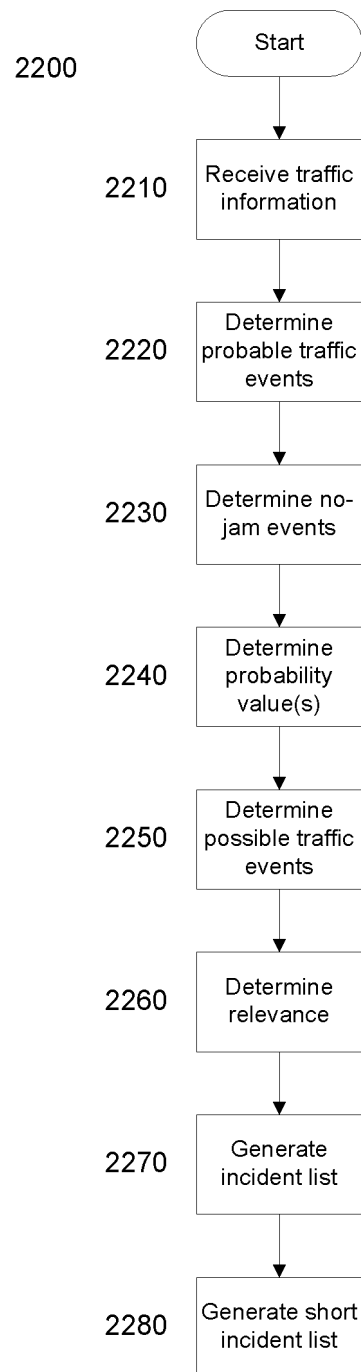 Start
2200
2210
Receive traffic
information
2220
Determine
probable traffic
events
2230
Determine no-
jam events
2240
Determine
probability
value(s)
2250
Determine
possible traffic
events
2260
Determine
relevance
2270
Generate
incident list
2280
Generate short
incident list